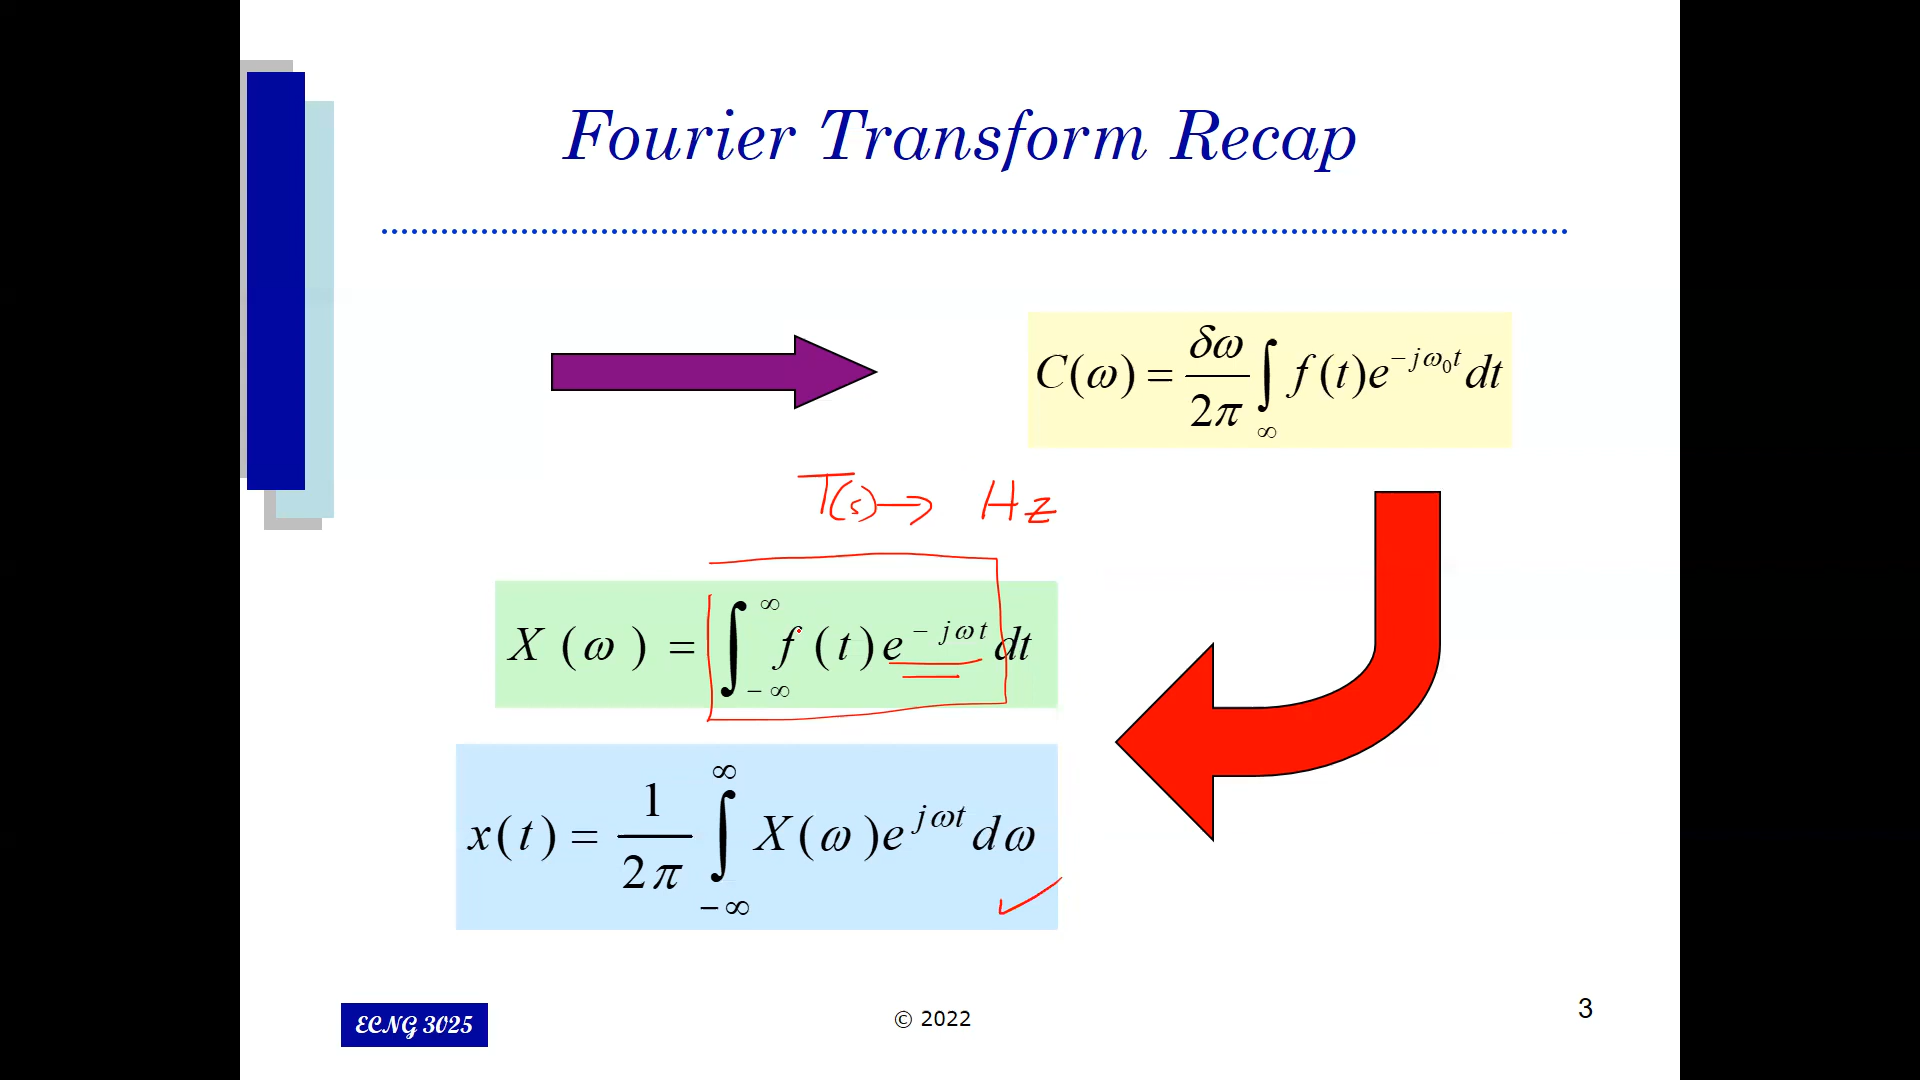 Fourier Transform Recap
C(ω) = δω/2π ∫_∞ f(t)e^{-jω₀t} dt
T(s) → Hz
X(ω) = ∫_{-∞}^{∞} f(t)e^{-jωt} dt
x(t) = 1/2π ∫_{-∞}^{∞} X(ω)e^{jωt} dω
ECNG 3025
© 2022
3